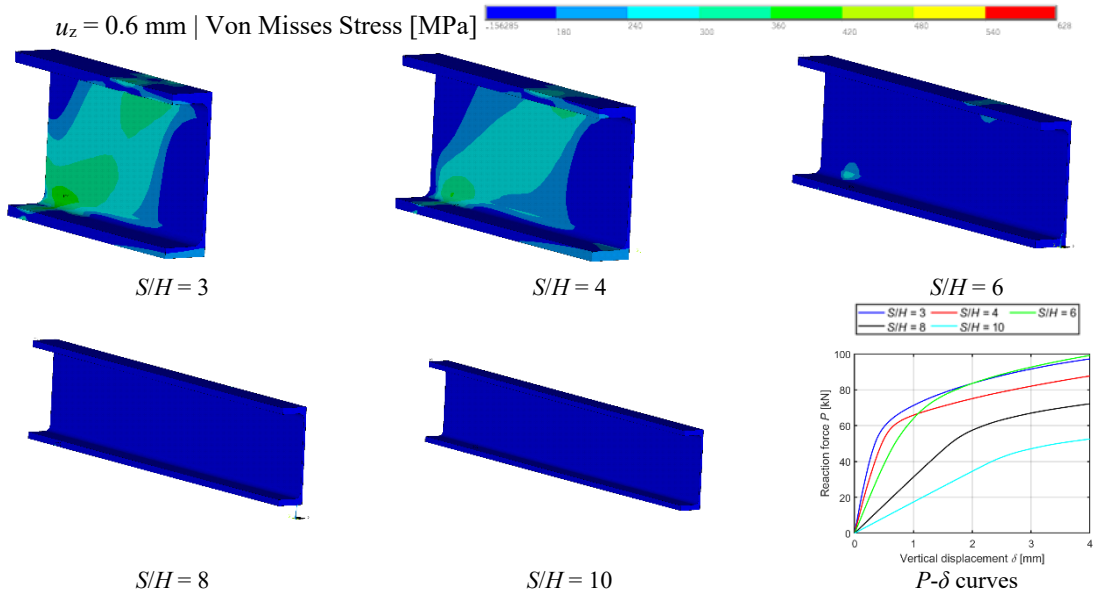 u_z = 0.6 mm | Von Misses Stress [MPa]
-.156285 180 240 300 360 420 480 540 628
S/H = 3
S/H = 4
S/H = 6
S/H = 3 S/H = 4 S/H = 6
S/H = 8 S/H = 10
100
80
60
40
20
0
Reaction force P [kN]
0 1 2 3 4
Vertical displacement δ [mm]
S/H = 8
S/H = 10
P-δ curves